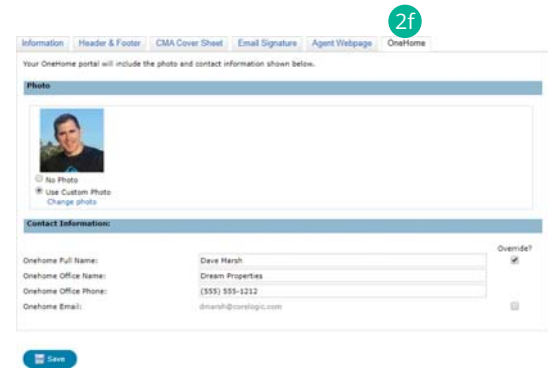 2f
Information Header & Footer CMA Cover Sheet Email Signature Agent Webpage OneHome
Your OneHome portal will include the photo and contact information shown below.
Photo
No Photo
Use Custom Photo
Change photo
Contact Information:
Override?
Onehome Full Name: Dave Marsh
Onehome Office Name: Dream Properties
Onehome Office Phone: (555) 555-1212
Onehome Email: dmarsh@corelogic.com
Save